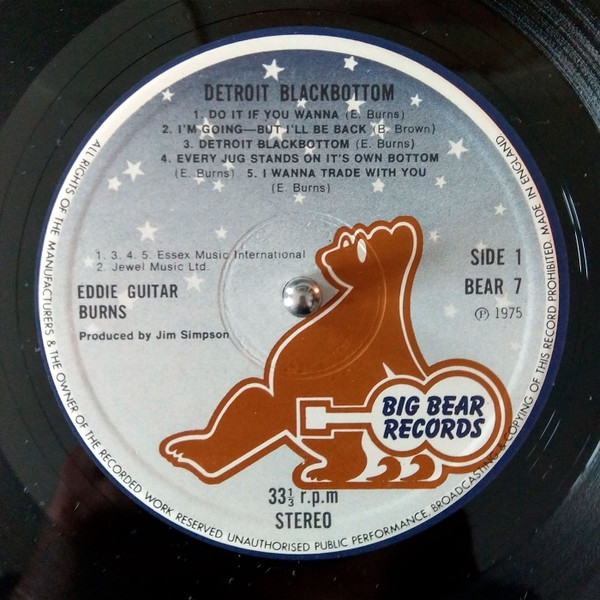 DETROIT BLACKBOTTOM
1. DO IT IF YOU WANNA (E. Burns)
2. I'M GOING—BUT I'LL BE BACK (B. Brown)
3. DETROIT BLACKBOTTOM (E. Burns)
4. EVERY JUG STANDS ON IT'S OWN BOTTOM
(E. Burns) 5. I WANNA TRADE WITH YOU
(E. Burns)
1. 3. 4. 5. Essex Music International
2. Jewel Music Ltd.
EDDIE GUITAR
BURNS
Produced by Jim Simpson
SIDE 1
BEAR 7
Ⓟ 1975
BIG BEAR
RECORDS
33⅓ r.p.m
STEREO
ALL RIGHTS OF THE MANUFACTURERS & THE OWNER OF THE RECORDED WORK RESERVED UNAUTHORISED PUBLIC PERFORMANCE, BROADCASTING & COPYING OF THIS RECORD PROHIBITED. MADE IN ENGLAND